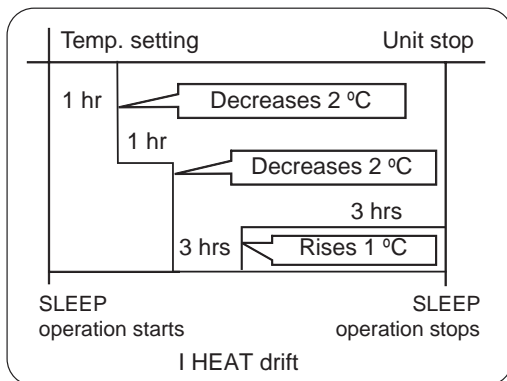 Temp. setting
Unit stop
1 hr
Decreases 2 ºC
1 hr
Decreases 2 ºC
3 hrs
3 hrs
Rises 1 ºC
SLEEP
operation starts
SLEEP
operation stops
I HEAT drift